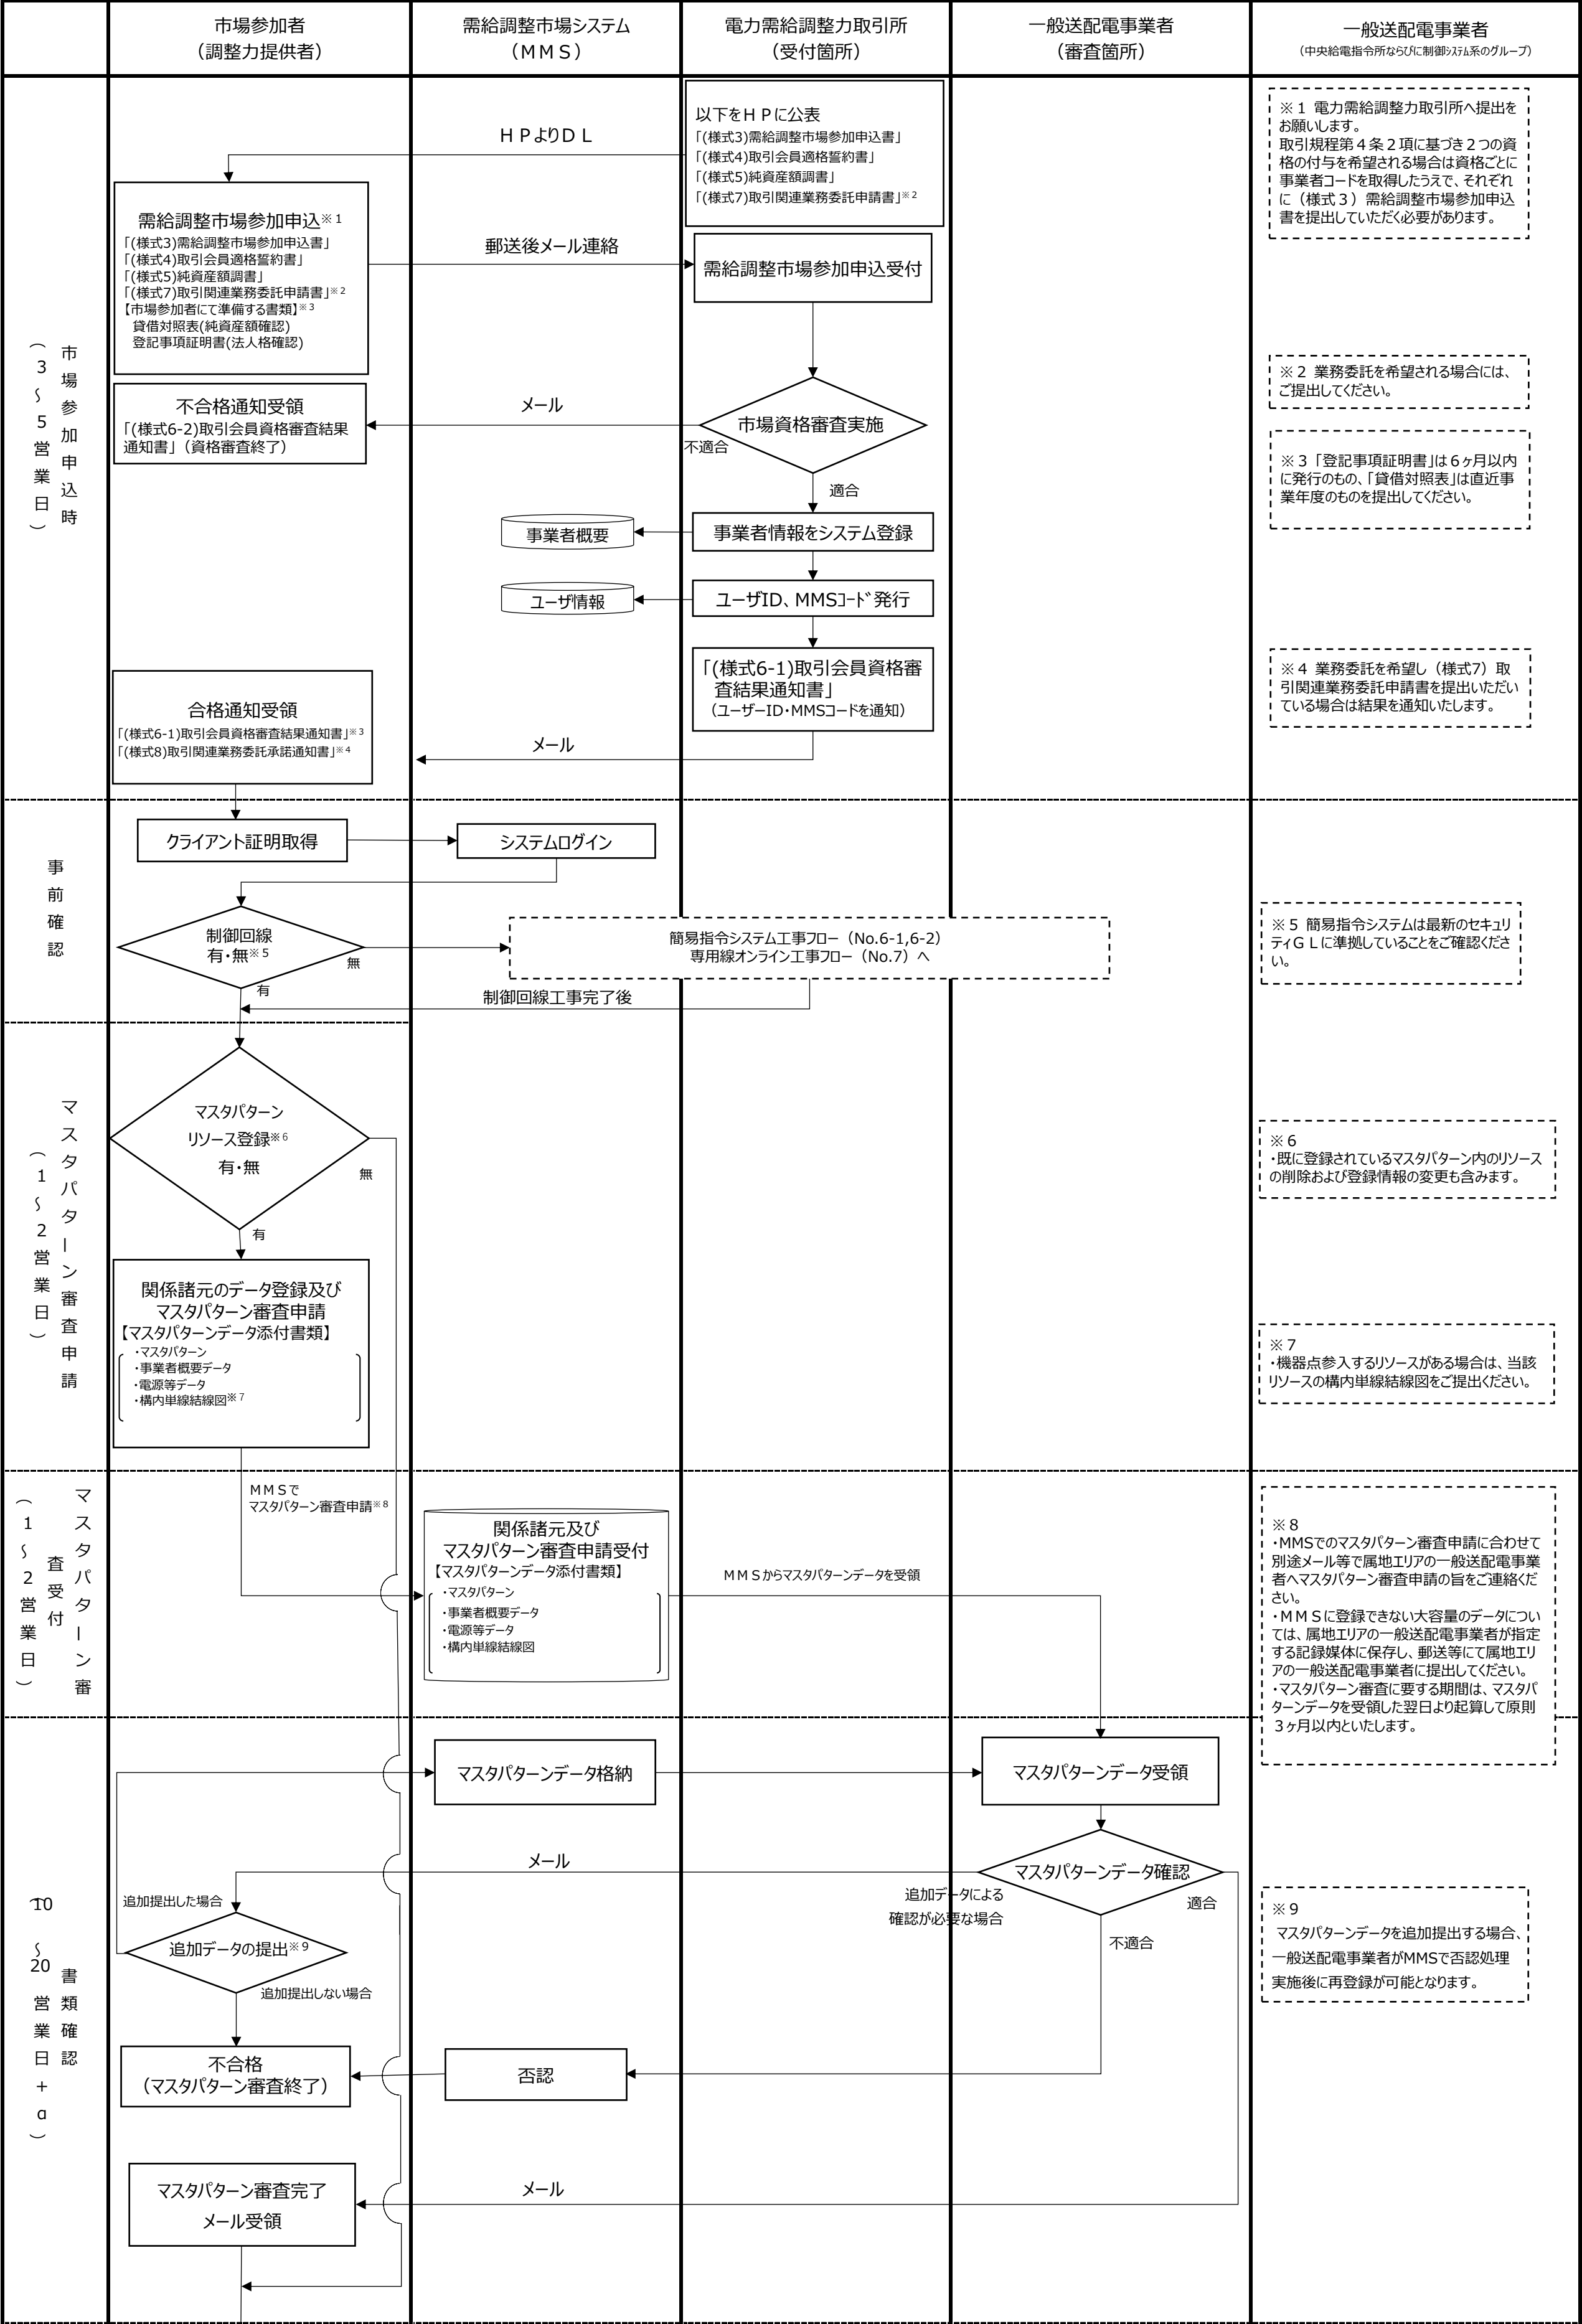 市場参加者
（調整力提供者）
需給調整市場システム
（ＭＭＳ）
電力需給調整力取引所
（受付箇所）
一般送配電事業者
（審査箇所）
一般送配電事業者
（中央給電指令所ならびに制御システム系のグループ）
市場参加申込時
（３～５営業日）
以下をＨＰに公表
「(様式3)需給調整市場参加申込書」
「(様式4)取引会員適格誓約書」
「(様式5)純資産額調書」
「(様式7)取引関連業務委託申請書」※２
ＨＰよりＤＬ
※１ 電力需給調整力取引所へ提出を
お願いします。
取引規程第４条２項に基づき２つの資
格の付与を希望される場合は資格ごとに
事業者コードを取得したうえで、それぞれ
に（様式３）需給調整市場参加申込
書を提出していただく必要があります。
需給調整市場参加申込※１
「(様式3)需給調整市場参加申込書」
「(様式4)取引会員適格誓約書」
「(様式5)純資産額調書」
「(様式7)取引関連業務委託申請書」※２
【市場参加者にて準備する書類】※３
貸借対照表(純資産額確認)
登記事項証明書(法人格確認)
郵送後メール連絡
需給調整市場参加申込受付
※２ 業務委託を希望される場合には、
ご提出してください。
不合格通知受領
「(様式6-2)取引会員資格審査結果
通知書」（資格審査終了）
メール
市場資格審査実施
不適合
適合
※３「登記事項証明書」は６ヶ月以内
に発行のもの、「貸借対照表」は直近事
業年度のものを提出してください。
事業者概要
事業者情報をシステム登録
ユーザ情報
ユーザID、MMSｺｰﾄﾞ発行
「(様式6-1)取引会員資格審
査結果通知書」
（ユーザーID・MMSコードを通知）
※４ 業務委託を希望し（様式7）取
引関連業務委託申請書を提出いただい
ている場合は結果を通知いたします。
合格通知受領
「(様式6-1)取引会員資格審査結果通知書」※３
「(様式8)取引関連業務委託承諾通知書」※４
メール
事前確認
クライアント証明取得
システムログイン
制御回線
有・無※５
無
有
簡易指令システム工事フロー（No.6-1,6-2）
専用線オンライン工事フロー（No.7）へ
制御回線工事完了後
※５ 簡易指令システムは最新のセキュリ
ティＧＬに準拠していることをご確認くださ
い。
マスタパターン審査申請
（１～２営業日）
マスタパターン
リソース登録※６
有・無
無
有
※６
・既に登録されているマスタパターン内のリソース
の削除および登録情報の変更も含みます。
関係諸元のデータ登録及び
マスタパターン審査申請
【マスタパターンデータ添付書類】
・マスタパターン
・事業者概要データ
・電源等データ
・構内単線結線図※７
※７
・機器点参入するリソースがある場合は、当該
リソースの構内単線結線図をご提出ください。
マスタパターン審
査受付
（１～２営業日）
ＭＭＳで
マスタパターン審査申請※８
関係諸元及び
マスタパターン審査申請受付
【マスタパターンデータ添付書類】
・マスタパターン
・事業者概要データ
・電源等データ
・構内単線結線図
ＭＭＳからマスタパターンデータを受領
※８
・MMSでのマスタパターン審査申請に合わせて
別途メール等で属地エリアの一般送配電事業
者へマスタパターン審査申請の旨をご連絡くだ
さい。
・ＭＭＳに登録できない大容量のデータについ
ては、属地エリアの一般送配電事業者が指定
する記録媒体に保存し、郵送等にて属地エリ
アの一般送配電事業者に提出してください。
・マスタパターン審査に要する期間は、マスタパ
ターンデータを受領した翌日より起算して原則
３ヶ月以内といたします。
書類確認
（10～20営業日＋α）
マスタパターンデータ格納
マスタパターンデータ受領
メール
マスタパターンデータ確認
追加データによる
確認が必要な場合
適合
不適合
追加提出した場合
追加データの提出※９
追加提出しない場合
※９
マスタパターンデータを追加提出する場合、
一般送配電事業者がMMSで否認処理
実施後に再登録が可能となります。
不合格
（マスタパターン審査終了）
否認
マスタパターン審査完了
メール受領
メール